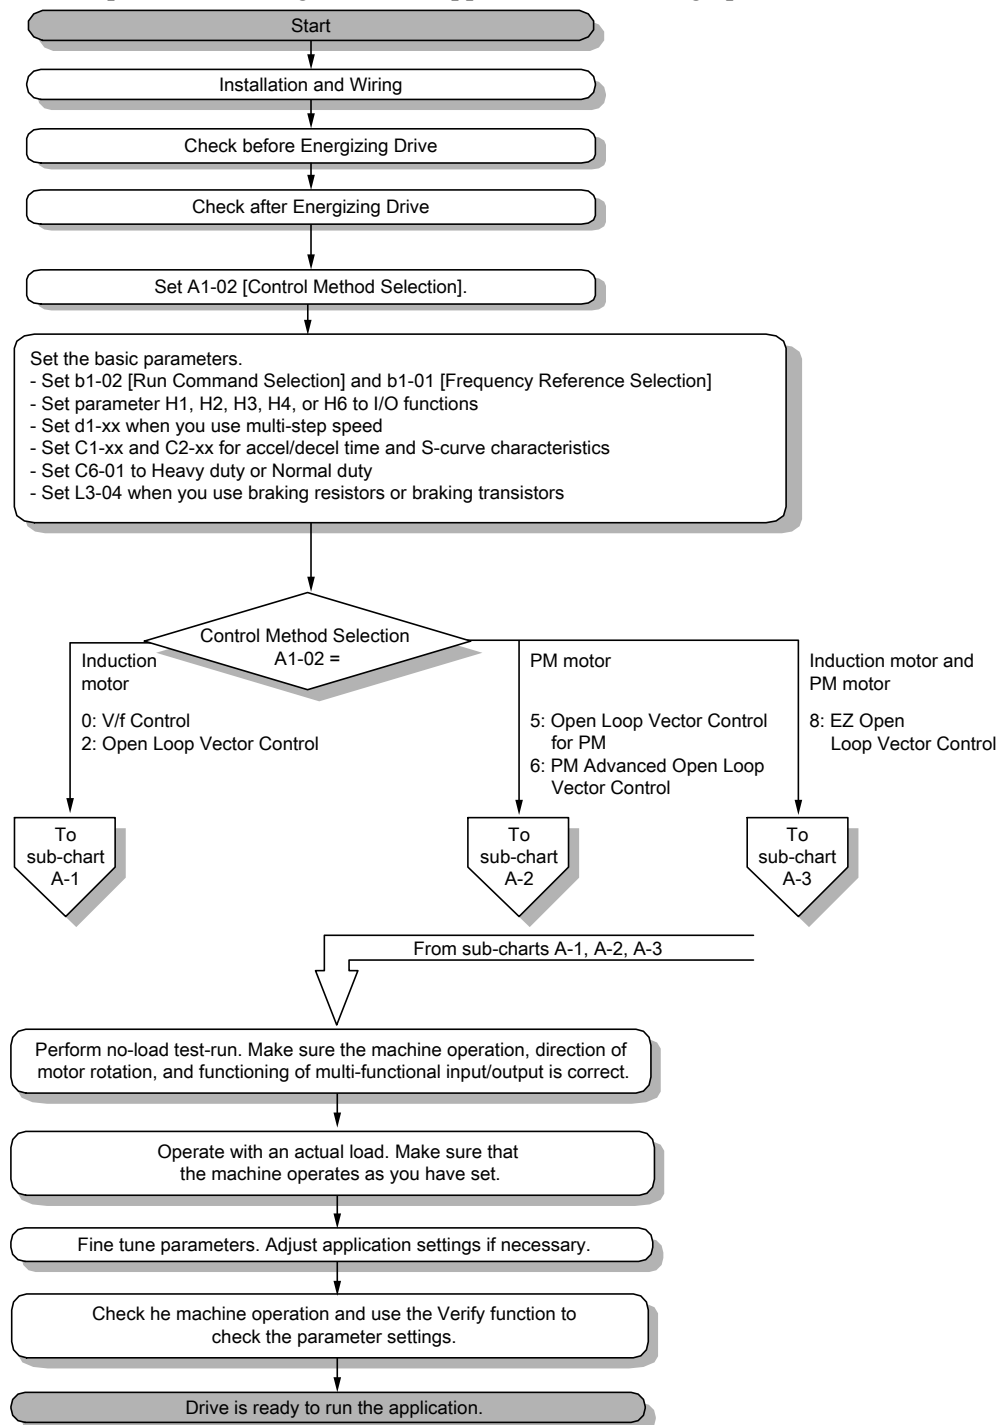 Start
Installation and Wiring
Check before Energizing Drive
Check after Energizing Drive
Set A1-02 [Control Method Selection].
Set the basic parameters.
- Set b1-02 [Run Command Selection] and b1-01 [Frequency Reference Selection]
- Set parameter H1, H2, H3, H4, or H6 to I/O functions
- Set d1-xx when you use multi-step speed
- Set C1-xx and C2-xx for accel/decel time and S-curve characteristics
- Set C6-01 to Heavy duty or Normal duty
- Set L3-04 when you use braking resistors or braking transistors
Control Method Selection
A1-02 =
Induction
motor
0: V/f Control
2: Open Loop Vector Control
PM motor
5: Open Loop Vector Control
for PM
6: PM Advanced Open Loop
Vector Control
Induction motor and
PM motor
8: EZ Open
Loop Vector Control
To
sub-chart
A-1
To
sub-chart
A-2
To
sub-chart
A-3
From sub-charts A-1, A-2, A-3
Perform no-load test-run. Make sure the machine operation, direction of
motor rotation, and functioning of multi-functional input/output is correct.
Operate with an actual load. Make sure that
the machine operates as you have set.
Fine tune parameters. Adjust application settings if necessary.
Check he machine operation and use the Verify function to
check the parameter settings.
Drive is ready to run the application.